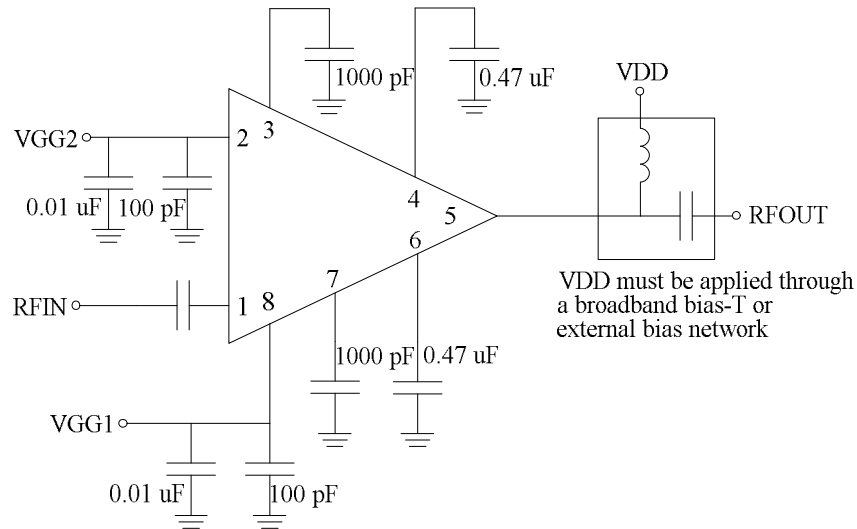 1000 pF
0.47 uF
VDD
3
VGG2
2
0.01 uF
100 pF
4
5
RFOUT
6
VDD must be applied through
a broadband bias-T or
external bias network
7
RFIN
1
8
1000 pF
0.47 uF
VGG1
0.01 uF
100 pF